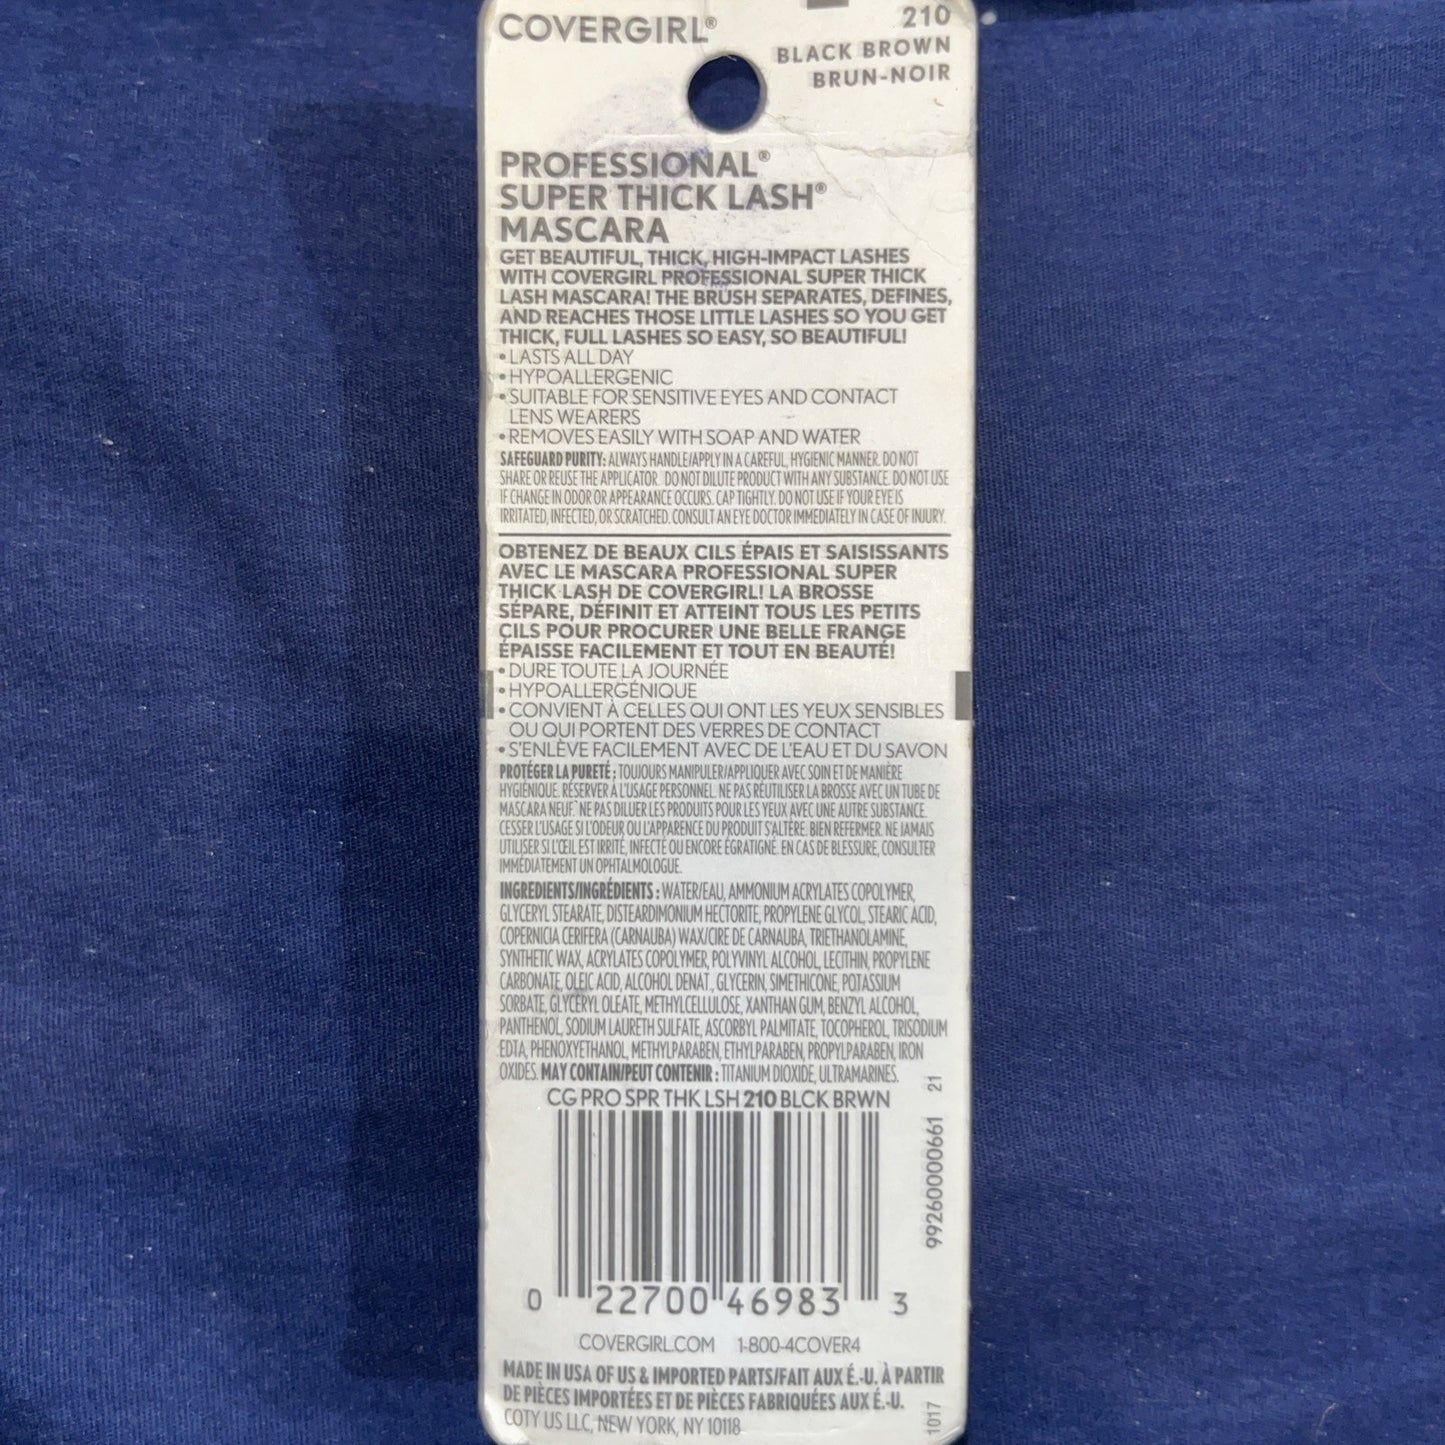 COVERGIRL®
210
BLACK BROWN
BRUN-NOIR
PROFESSIONAL®
SUPER THICK LASH®
MASCARA
GET BEAUTIFUL, THICK, HIGH-IMPACT LASHES
WITH COVERGIRL PROFESSIONAL SUPER THICK
LASH MASCARA! THE BRUSH SEPARATES, DEFINES,
AND REACHES THOSE LITTLE LASHES SO YOU GET
THICK, FULL LASHES SO EASY, SO BEAUTIFUL!
• LASTS ALL DAY
• HYPOALLERGENIC
• SUITABLE FOR SENSITIVE EYES AND CONTACT
LENS WEARERS
• REMOVES EASILY WITH SOAP AND WATER
SAFEGUARD PURITY: ALWAYS HANDLE/APPLY IN A CAREFUL, HYGIENIC MANNER. DO NOT
SHARE OR REUSE THE APPLICATOR. DO NOT DILUTE PRODUCT WITH ANY SUBSTANCE. DO NOT USE
IF CHANGE IN ODOR OR APPEARANCE OCCURS. CAP TIGHTLY. DO NOT USE IF YOUR EYE IS
IRRITATED, INFECTED, OR SCRATCHED. CONSULT AN EYE DOCTOR IMMEDIATELY IN CASE OF INJURY.
OBTENEZ DE BEAUX CILS ÉPAIS ET SAISISSANTS
AVEC LE MASCARA PROFESSIONAL SUPER
THICK LASH DE COVERGIRL! LA BROSSE
SÉPARE, DÉFINIT ET ATTEINT TOUS LES PETITS
CILS POUR PROCURER UNE BELLE FRANGE
ÉPAISSE FACILEMENT ET TOUT EN BEAUTÉ!
• DURE TOUTE LA JOURNÉE
• HYPOALLERGÉNIQUE
• CONVIENT À CELLES QUI ONT LES YEUX SENSIBLES
OU QUI PORTENT DES VERRES DE CONTACT
• S'ENLÈVE FACILEMENT AVEC DE L'EAU ET DU SAVON
PROTÉGER LA PURETÉ : TOUJOURS MANIPULER/APPLIQUER AVEC SOIN ET DE MANIÈRE
HYGIÉNIQUE. RÉSERVER À L'USAGE PERSONNEL. NE PAS RÉUTILISER LA BROSSE AVEC UN TUBE DE
MASCARA NEUF. NE PAS DILUER LES PRODUITS POUR LES YEUX AVEC UNE AUTRE SUBSTANCE.
CESSER L'USAGE SI L'ODEUR OU L'APPARENCE DU PRODUIT S'ALTÈRE. BIEN REFERMER. NE JAMAIS
UTILISER SI L'ŒIL EST IRRITÉ, INFECTÉ OU ENCORE ÉGRATIGNÉ. EN CAS DE BLESSURE, CONSULTER
IMMÉDIATEMENT UN OPHTALMOLOGUE.
INGREDIENTS/INGRÉDIENTS : WATER/EAU, AMMONIUM ACRYLATES COPOLYMER,
GLYCERYL STEARATE, DISTEARDIMONIUM HECTORITE, PROPYLENE GLYCOL, STEARIC ACID,
COPERNICIA CERIFERA (CARNAUBA) WAX/CIRE DE CARNAUBA, TRIETHANOLAMINE,
SYNTHETIC WAX, ACRYLATES COPOLYMER, POLYVINYL ALCOHOL, LECITHIN, PROPYLENE
CARBONATE, OLEIC ACID, ALCOHOL DENAT., GLYCERIN, SIMETHICONE, POTASSIUM
SORBATE, GLYCERYL OLEATE, METHYLCELLULOSE, XANTHAN GUM, BENZYL ALCOHOL,
PANTHENOL, SODIUM LAURETH SULFATE, ASCORBYL PALMITATE, TOCOPHEROL, TRISODIUM
EDTA, PHENOXYETHANOL, METHYLPARABEN, ETHYLPARABEN, PROPYLPARABEN, IRON
OXIDES. MAY CONTAIN/PEUT CONTENIR : TITANIUM DIOXIDE, ULTRAMARINES.
CG PRO SPR THK LSH 210 BLCK BRWN
99260000661 21
0 22700 46983 3
COVERGIRL.COM 1-800-4COVER4
MADE IN USA OF US & IMPORTED PARTS/FAIT AUX É.-U. À PARTIR
DE PIÈCES IMPORTÉES ET DE PIÈCES FABRIQUÉES AUX É.-U.
COTY US LLC, NEW YORK, NY 10118
1017